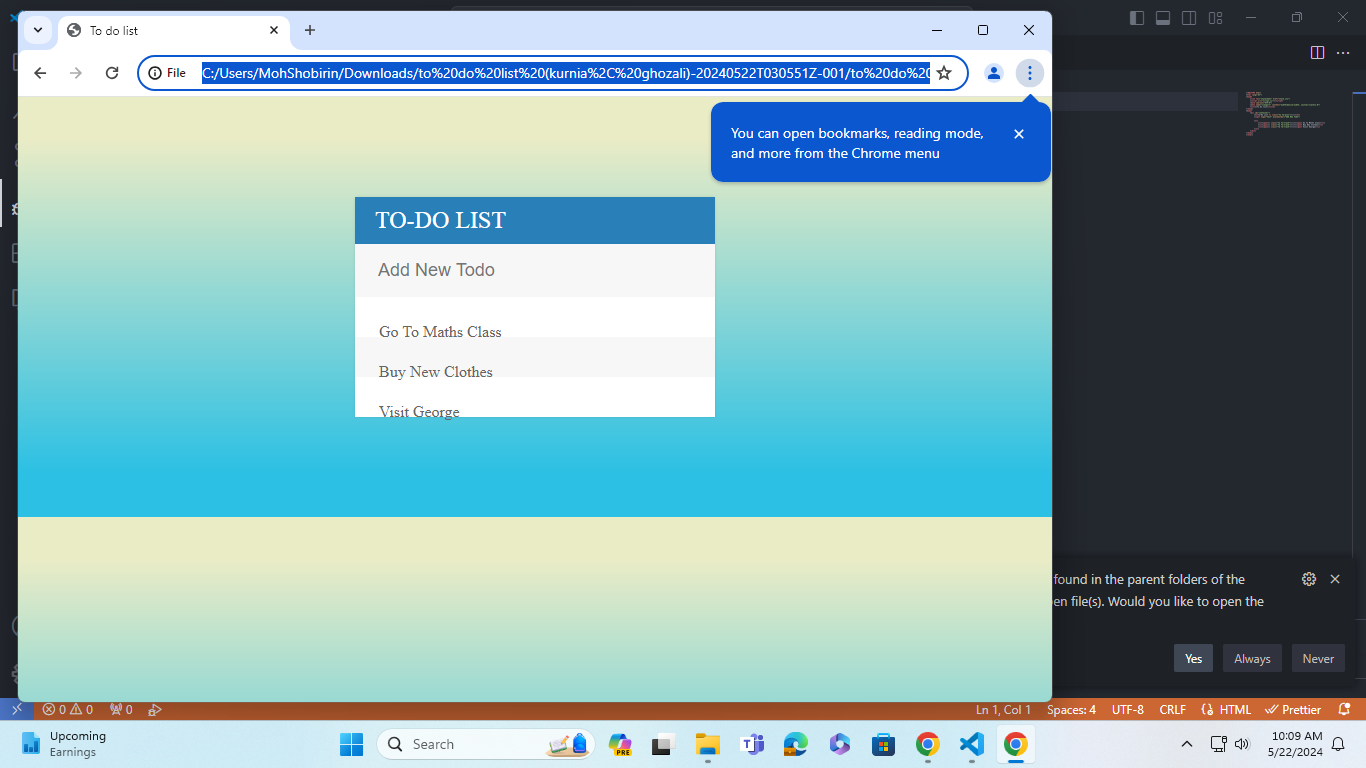 To do list
File
C:/Users/MohShobirin/Downloads/to%20do%20list%20(kurnia%2C%20ghozali)-20240522T030551Z-001/to%20do%20
You can open bookmarks, reading mode,
and more from the Chrome menu
TO-DO LIST
Add New Todo
Go To Maths Class
Buy New Clothes
Visit George
found in the parent folders of the
file(s). Would you like to open the
Yes
Always
Never
0 0
0
Ln 1, Col 1
Spaces: 4
UTF-8
CRLF
HTML
Prettier
Upcoming
Earnings
Search
PRE
10:09 AM
5/22/2024